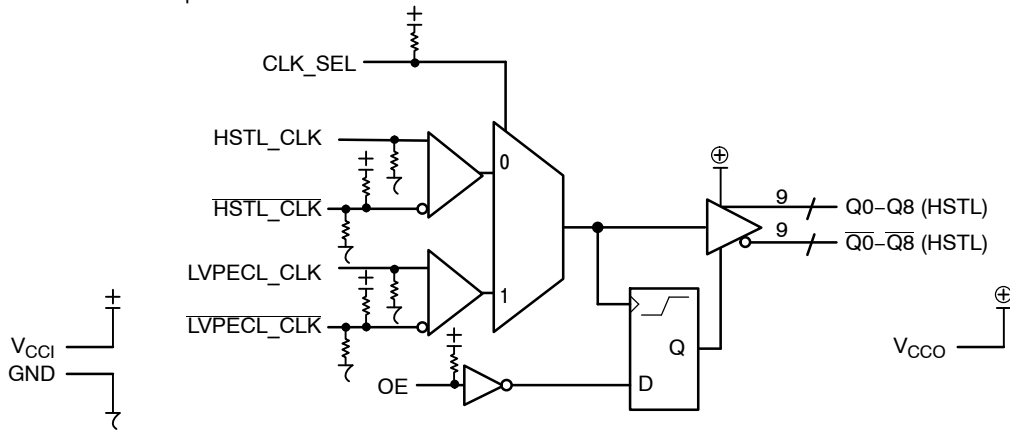 CLK_SEL
HSTL_CLK
HSTL_CLK
LVPECL_CLK
LVPECL_CLK
OE
0
1
D
Q
9
Q0–Q8 (HSTL)
9
Q0–Q8 (HSTL)
VCCI
GND
VCCO